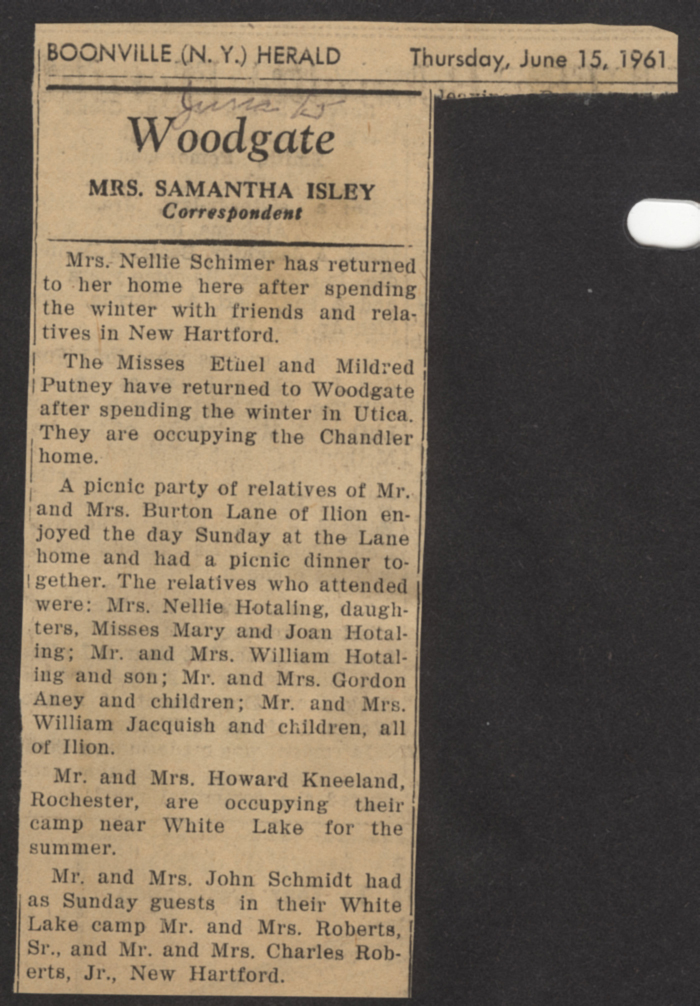 BOONVILLE (N. Y.) HERALD Thursday, June 15, 1961
Woodgate
MRS. SAMANTHA ISLEY
Correspondent
Mrs. Nellie Schimer has returned
to her home here after spending
the winter with friends and rela-
tives in New Hartford.
The Misses Ethel and Mildred
Putney have returned to Woodgate
after spending the winter in Utica.
They are occupying the Chandler
home.
A picnic party of relatives of Mr.
and Mrs. Burton Lane of Ilion en-
joyed the day Sunday at the Lane
home and had a picnic dinner to-
gether. The relatives who attended
were: Mrs. Nellie Hotaling, daugh-
ters, Misses Mary and Joan Hotal-
ing; Mr. and Mrs. William Hotal-
ing and son; Mr. and Mrs. Gordon
Aney and children; Mr. and Mrs.
William Jacquish and children, all
of Ilion.
Mr. and Mrs. Howard Kneeland,
Rochester, are occupying their
camp near White Lake for the
summer.
Mr. and Mrs. John Schmidt had
as Sunday guests in their White
Lake camp Mr. and Mrs. Roberts,
Sr., and Mr. and Mrs. Charles Rob-
erts, Jr., New Hartford.